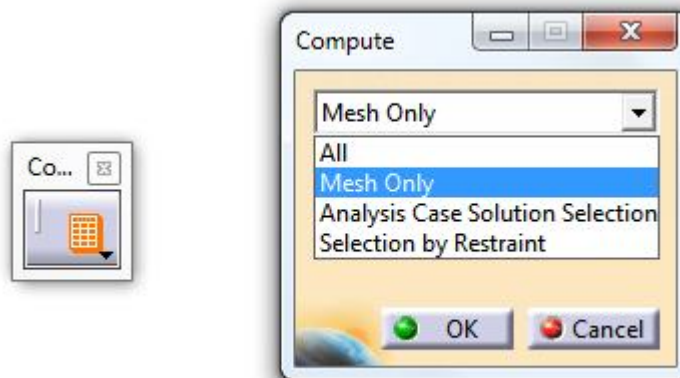 Co...
Compute
Mesh Only
All
Mesh Only
Analysis Case Solution Selection
Selection by Restraint
OK
Cancel